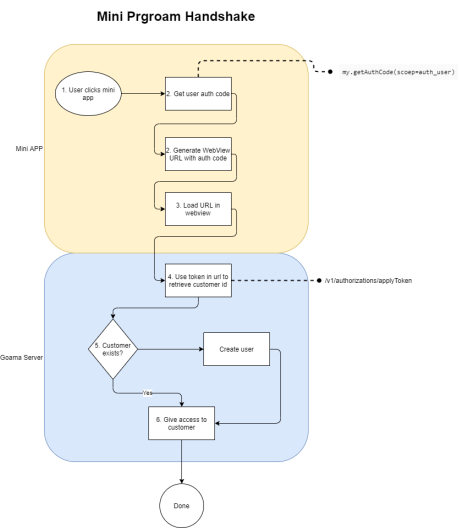 Mini Prgroam Handshake
1. User clicks mini
app
2. Get user auth code
my.getAuthCode(scoep=auth_user)
Mini APP
2. Generate WebView
URL with auth code
3. Load URL in
webview
4. Use token in url to
retrieve customer id
/v1/authorizations/applyToken
Goama Server
5. Customer
exists?
Create user
Yes
6. Give access to
customer
Done